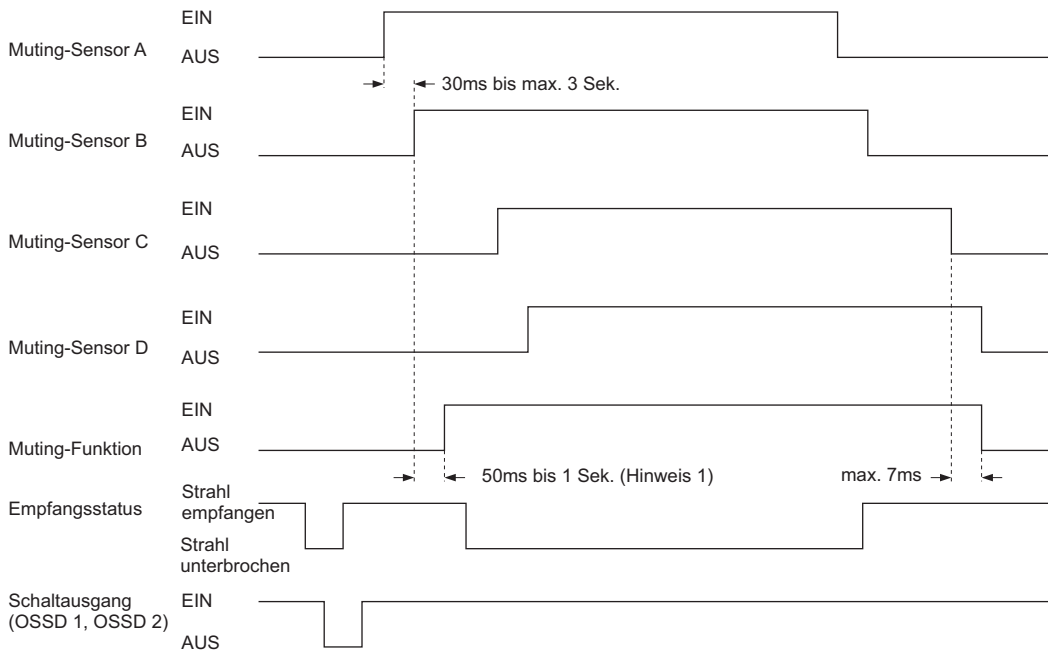 EIN
Muting-Sensor A
AUS
30ms bis max. 3 Sek.
EIN
Muting-Sensor B
AUS
EIN
Muting-Sensor C
AUS
EIN
Muting-Sensor D
AUS
EIN
Muting-Funktion
AUS
50ms bis 1 Sek. (Hinweis 1)
max. 7ms
Empfangsstatus
Strahl
empfangen
Strahl
unterbrochen
Schaltausgang
(OSSD 1, OSSD 2)
EIN
AUS